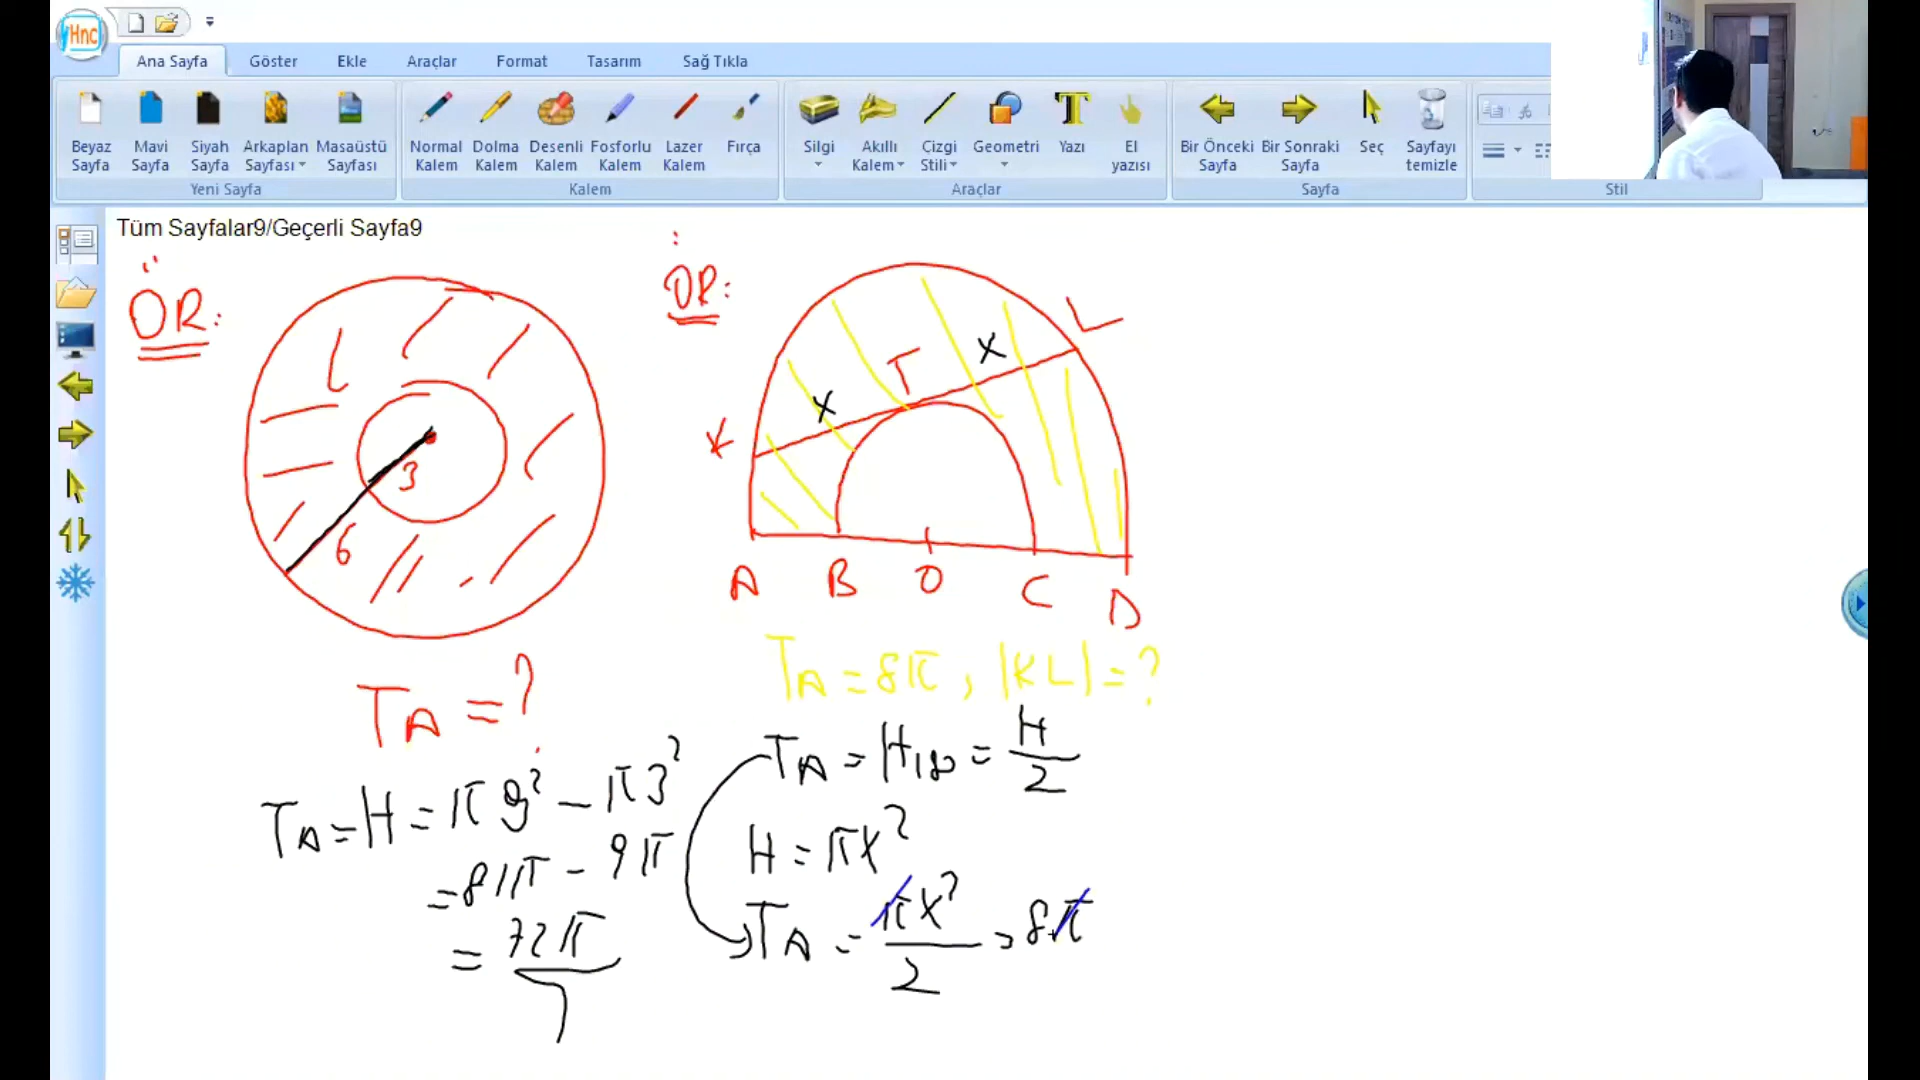 Hnc
Ana Sayfa Göster Ekle Araçlar Format Tasarım Sağ Tıkla
Beyaz Sayfa Mavi Sayfa Siyah Sayfa Arkaplan Sayfası Masaüstü Sayfası
Normal Kalem Dolma Kalem Desenli Kalem Fosforlu Kalem Lazer Kalem Fırça
Silgi Akıllı Kalem Çizgi Stili Geometri Yazı El yazısı
Bir Önceki Sayfa Bir Sonraki Sayfa Seç Sayfayı temizle
Yeni Sayfa Kalem Araçlar Sayfa Stil
Tüm Sayfalar9/Geçerli Sayfa9
ÖR:
3
6
TA = ?
TA = H = π9² - π3²
= 81π - 9π
= 72π
ÖR:
L
T
x
x
K
A B O C D
TA = 8π, |KL| = ?
TA = H180 = H/2
H = πx²
TA = πx²/2 = 8π